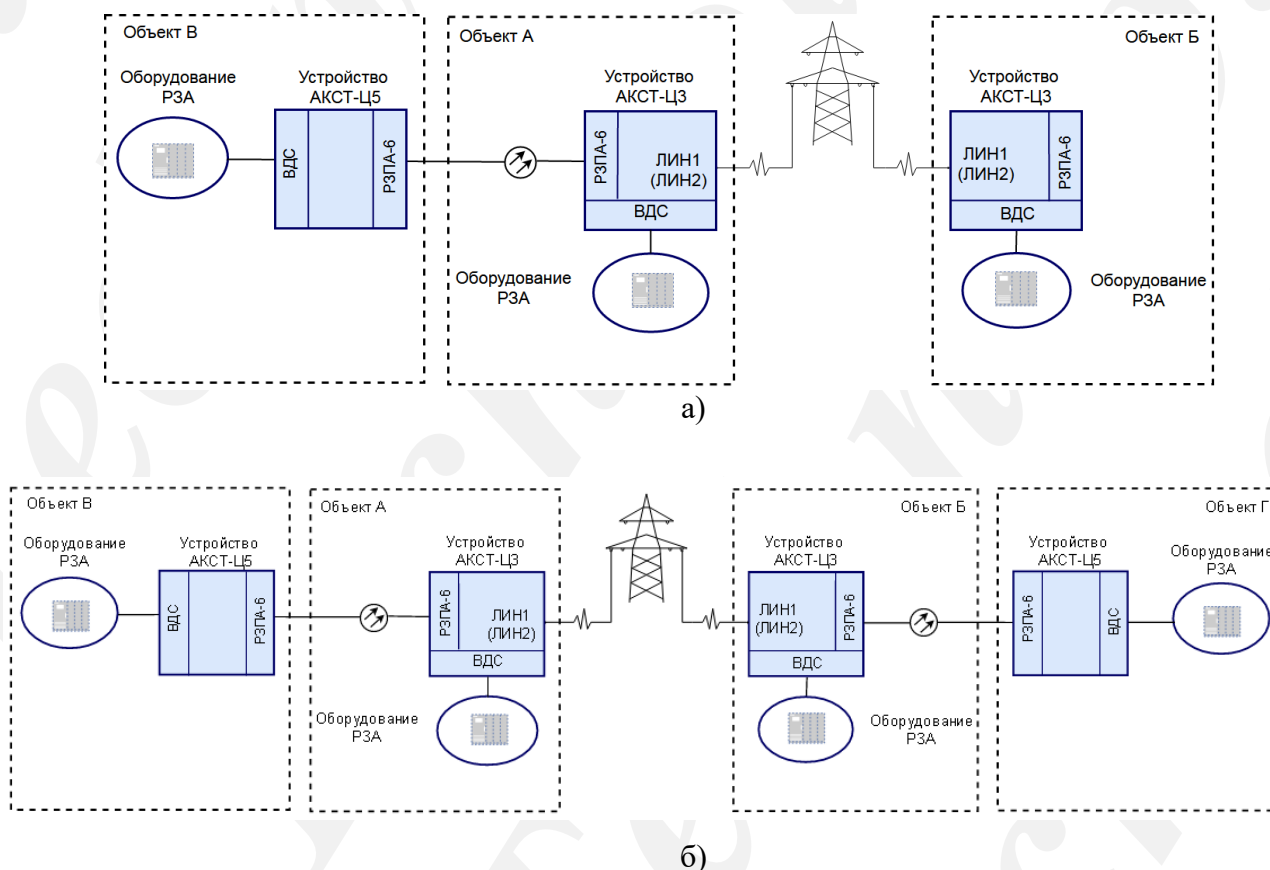 Объект В
Оборудование
РЗА
Устройство
АКСТ-Ц5
ВДС
РЗПА-6
Объект А
Устройство
АКСТ-Ц3
РЗПА-6
ЛИН1
(ЛИН2)
ВДС
Оборудование
РЗА
Объект Б
Устройство
АКСТ-Ц3
ЛИН1
(ЛИН2)
РЗПА-6
ВДС
Оборудование
РЗА
а)
Объект В
Оборудование
РЗА
Устройство
АКСТ-Ц5
ВДС
РЗПА-6
Объект А
Устройство
АКСТ-Ц3
РЗПА-6
ЛИН1
(ЛИН2)
ВДС
Оборудование
РЗА
Объект Б
Устройство
АКСТ-Ц3
ЛИН1
(ЛИН2)
РЗПА-6
ВДС
Оборудование
РЗА
Объект Г
Устройство
АКСТ-Ц5
РЗПА-6
ВДС
Оборудование
РЗА
б)